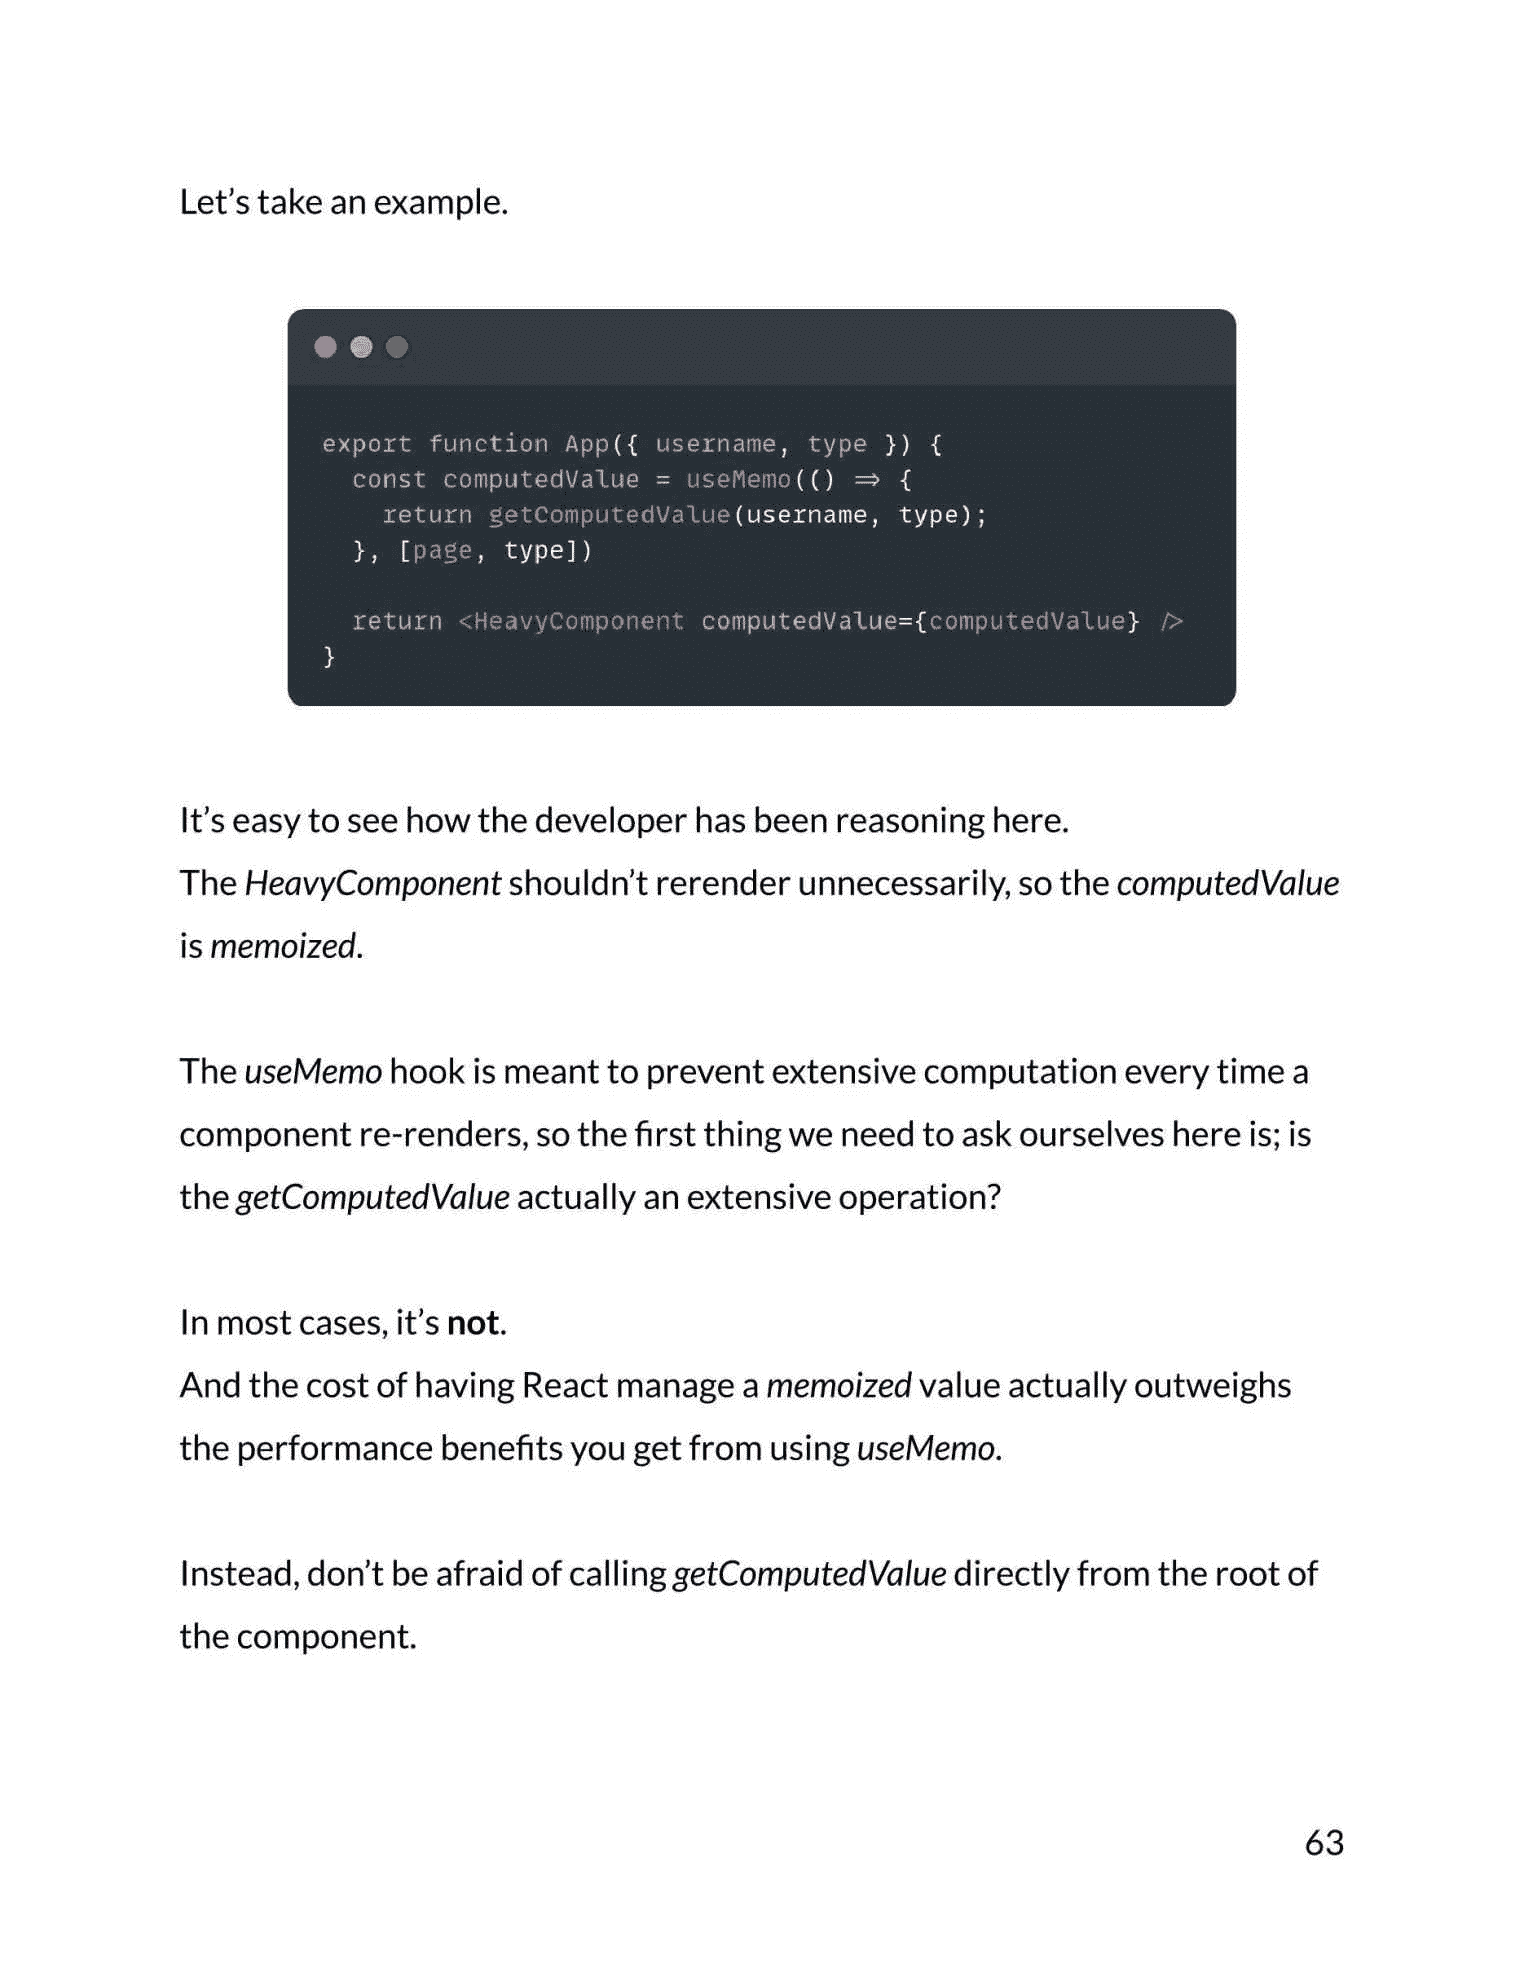 Let’s take an example.
export function App({ username, type }) {
  const computedValue = useMemo(() => {
    return getComputedValue(username, type);
  }, [page, type])
  return <HeavyComponent computedValue={computedValue} />
}
It’s easy to see how the developer has been reasoning here.
The HeavyComponent shouldn’t rerender unnecessarily, so the computedValue
is memoized.
The useMemo hook is meant to prevent extensive computation every time a
component re-renders, so the first thing we need to ask ourselves here is; is
the getComputedValue actually an extensive operation?
In most cases, it’s not.
And the cost of having React manage a memoized value actually outweighs
the performance benefits you get from using useMemo.
Instead, don’t be afraid of calling getComputedValue directly from the root of
the component.
63